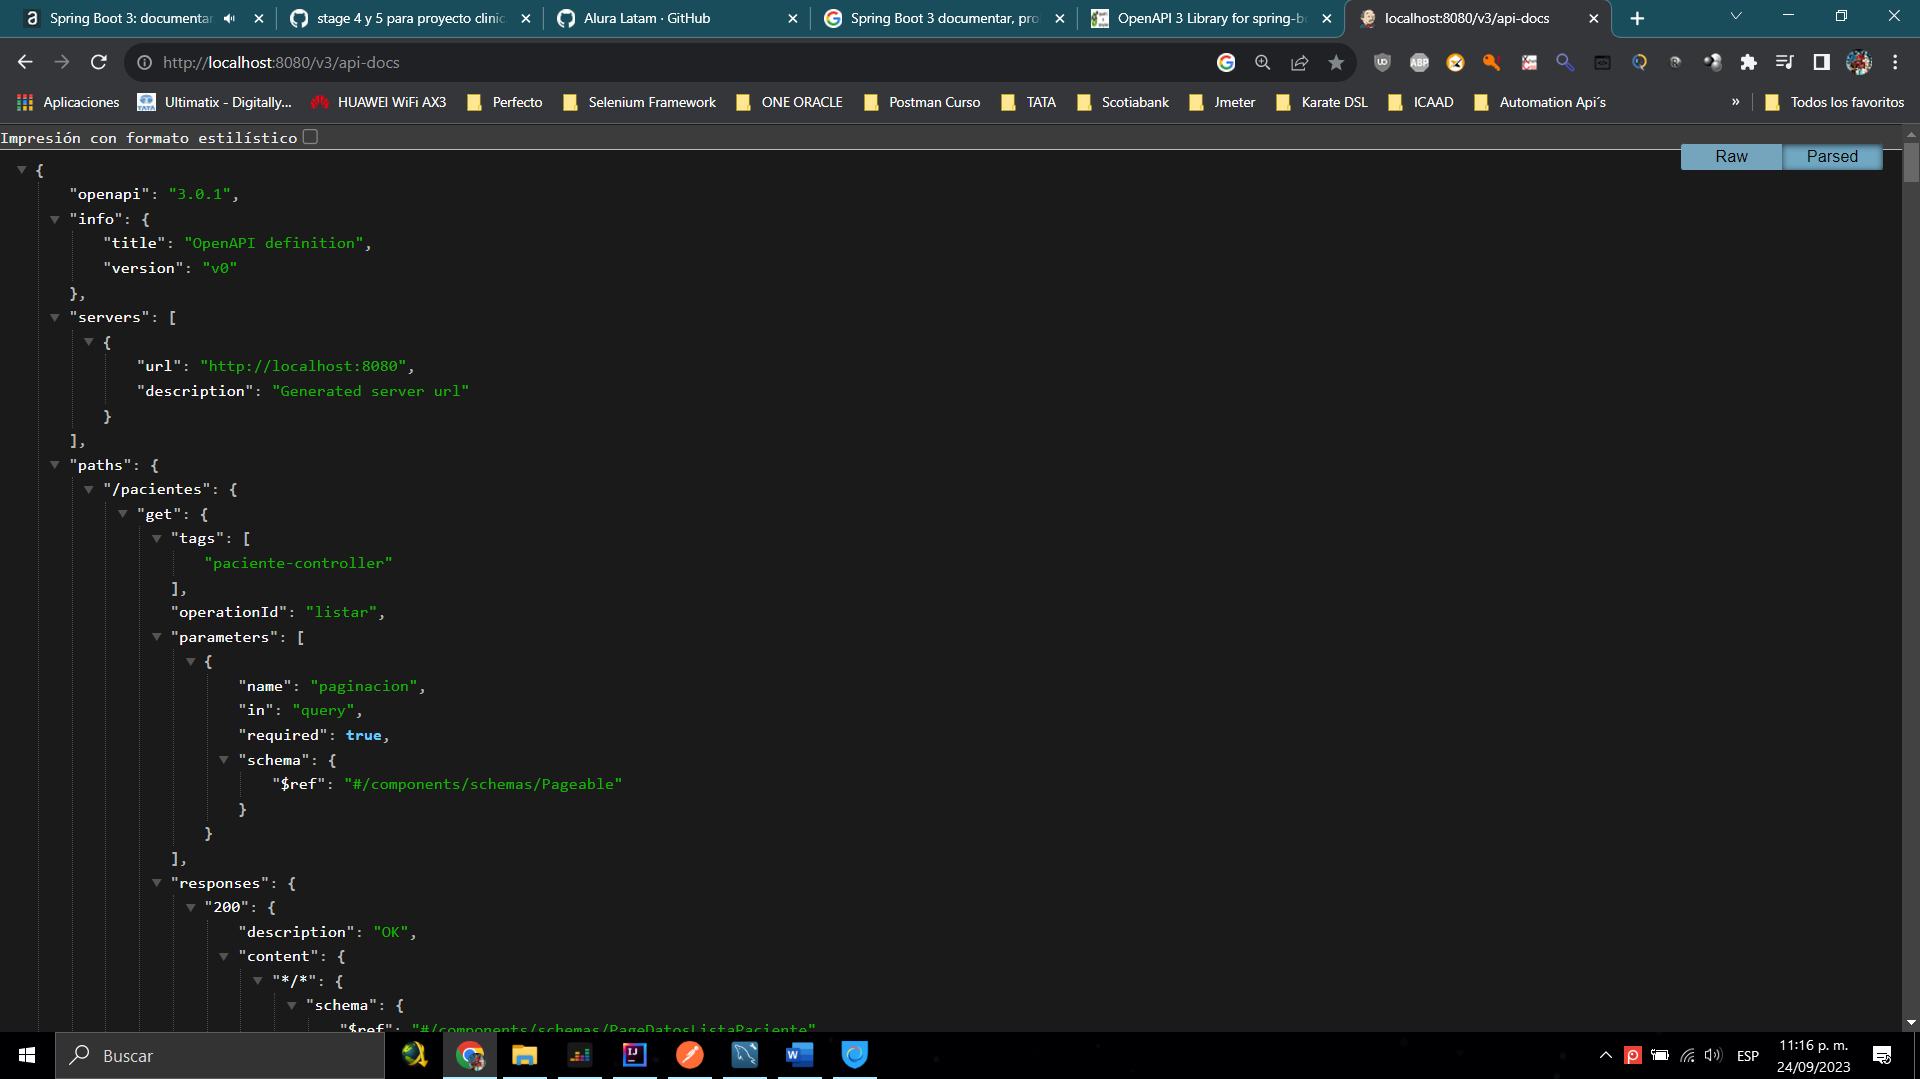 Spring Boot 3: documentar
stage 4 y 5 para proyecto clinic
Alura Latam · GitHub
Spring Boot 3 documentar, pro
OpenAPI 3 Library for spring-bo
localhost:8080/v3/api-docs
http://localhost:8080/v3/api-docs
Aplicaciones
Ultimatix - Digitally...
HUAWEI WiFi AX3
Perfecto
Selenium Framework
ONE ORACLE
Postman Curso
TATA
Scotiabank
Jmeter
Karate DSL
ICAAD
Automation Api´s
»
Todos los favoritos
Impresión con formato estilístico
Raw
Parsed
{
"openapi": "3.0.1",
"info": {
"title": "OpenAPI definition",
"version": "v0"
},
"servers": [
{
"url": "http://localhost:8080",
"description": "Generated server url"
}
],
"paths": {
"/pacientes": {
"get": {
"tags": [
"paciente-controller"
],
"operationId": "listar",
"parameters": [
{
"name": "paginacion",
"in": "query",
"required": true,
"schema": {
"$ref": "#/components/schemas/Pageable"
}
}
],
"responses": {
"200": {
"description": "OK",
"content": {
"*/*": {
"schema": {
"$ref": "#/components/schemas/PageDatosListaPaciente"
Buscar
ESP
11:16 p. m.
24/09/2023